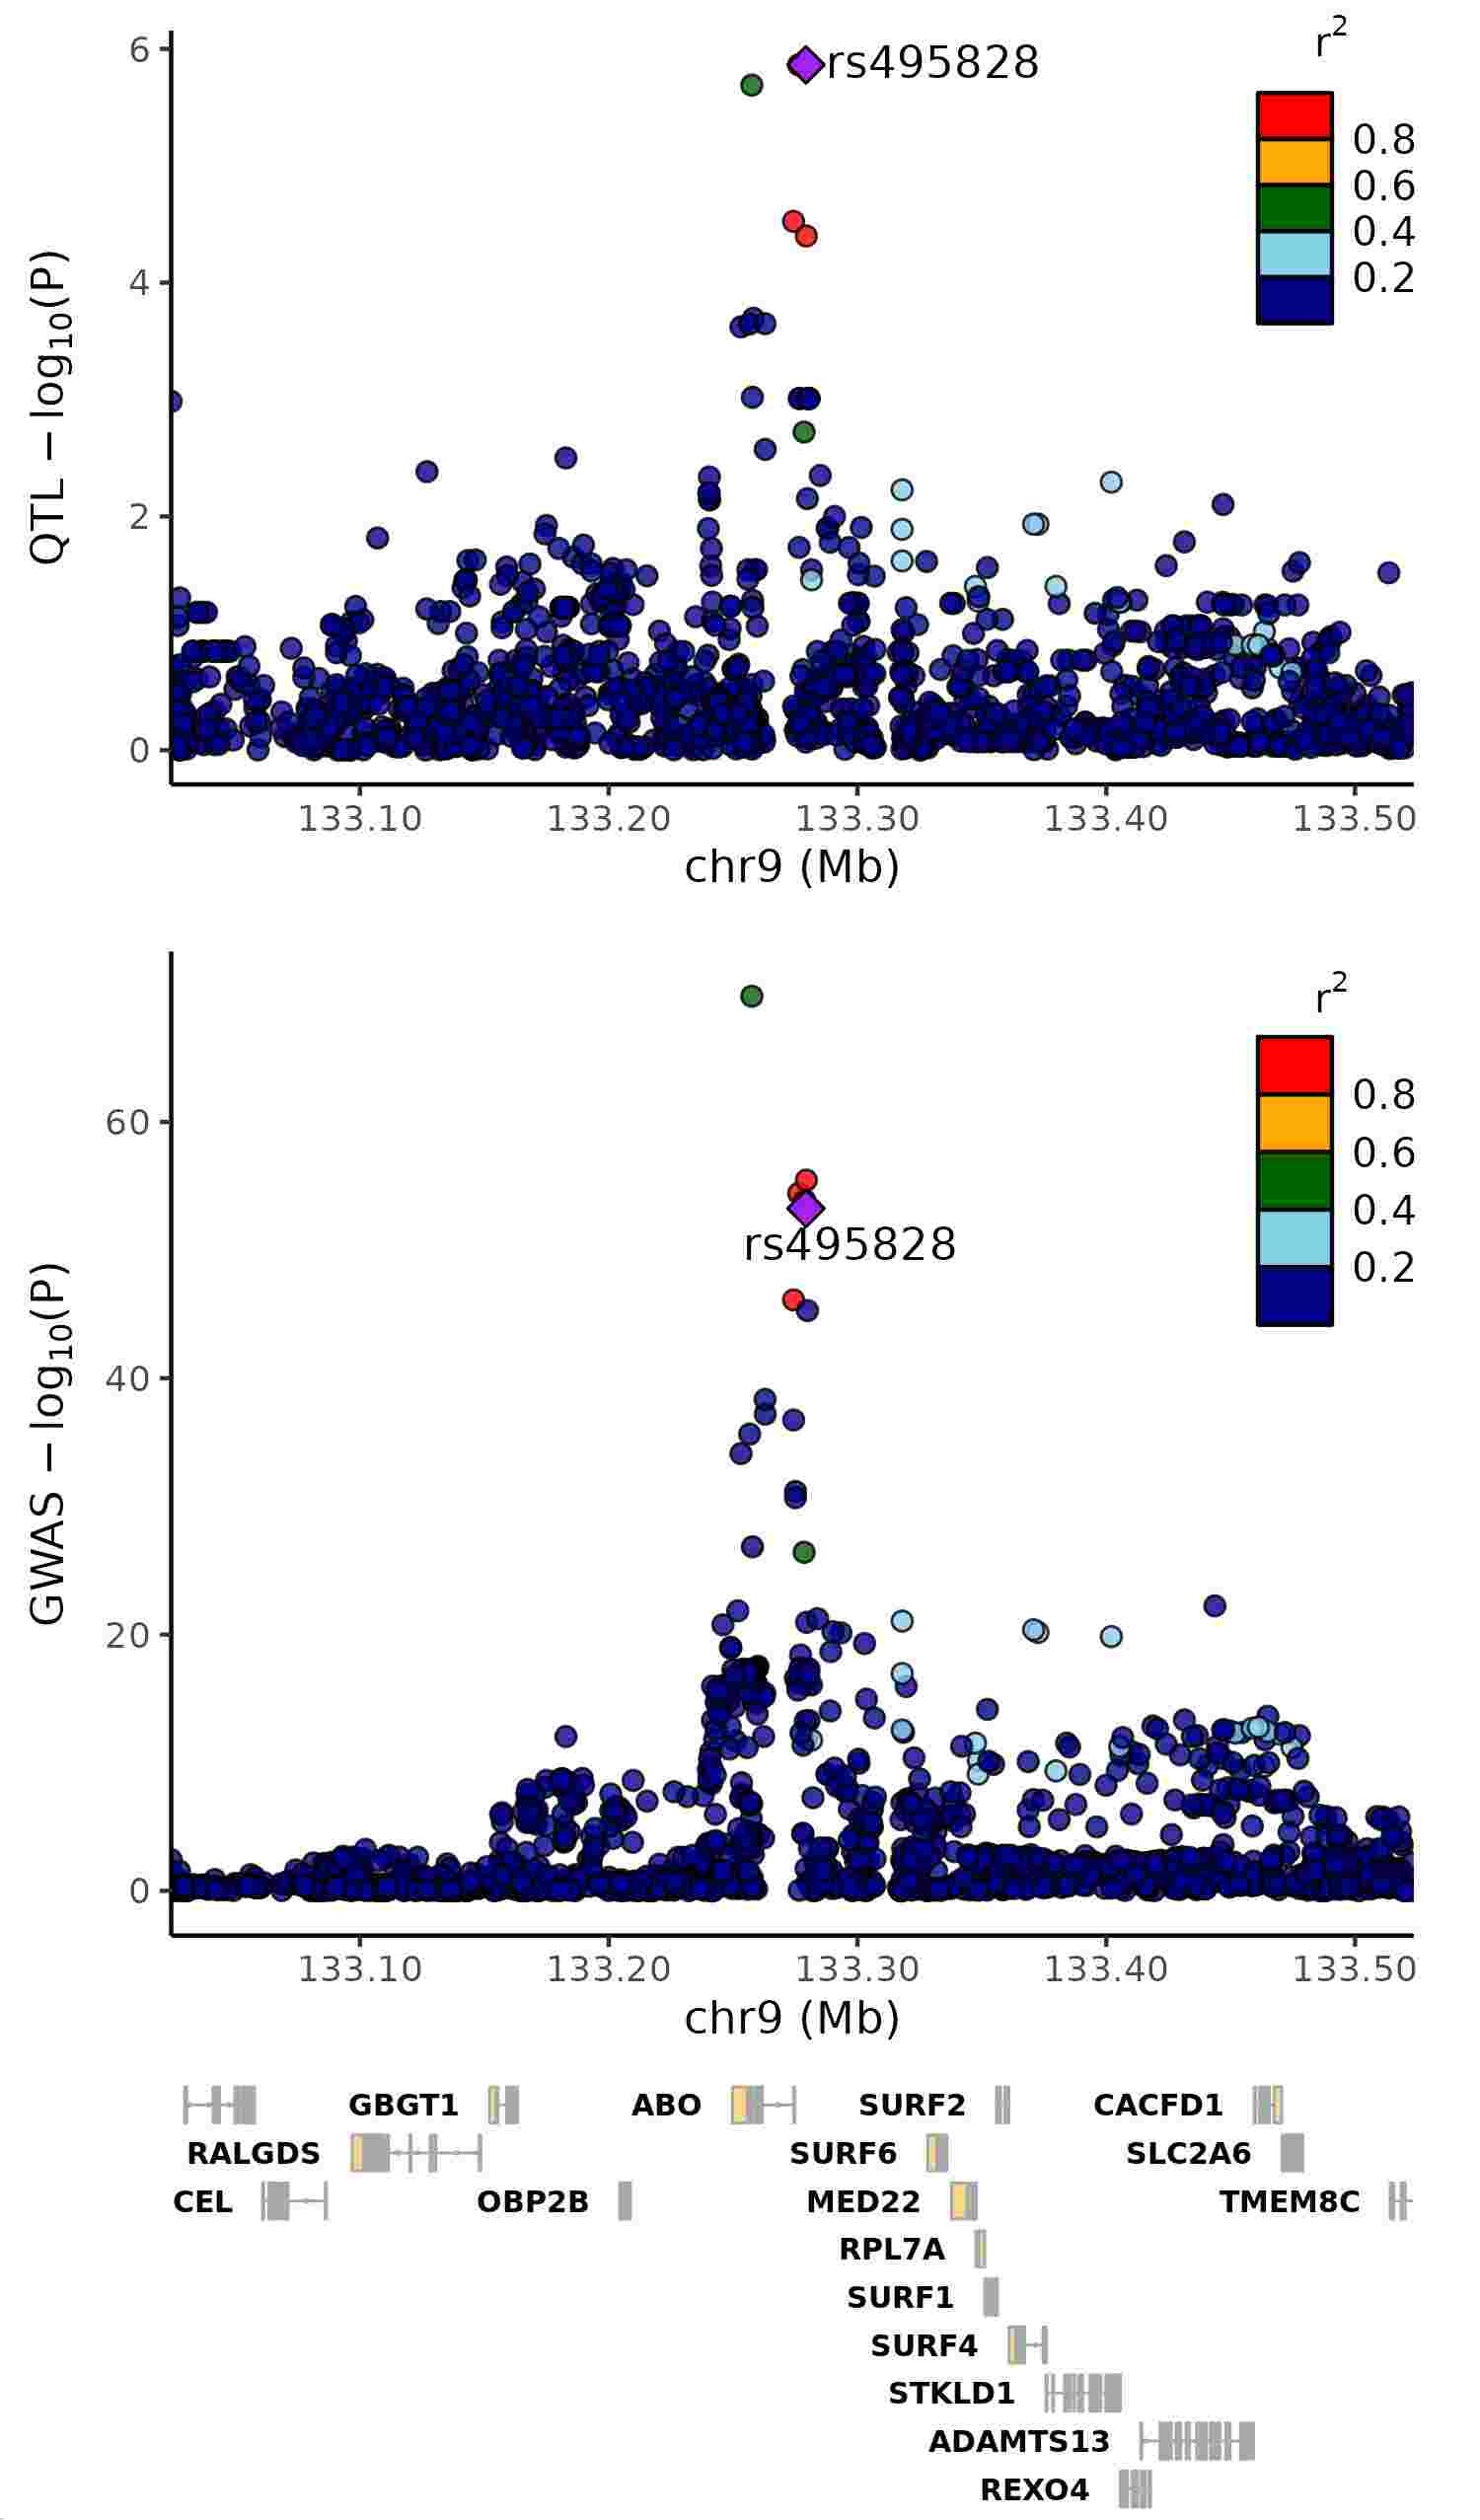 r²
6
rs495828
0.8
0.6
0.4
0.2
4
2
0
QTL −log₁₀(P)
133.10 133.20 133.30 133.40 133.50
chr9 (Mb)
r²
60
0.8
0.6
0.4
0.2
rs495828
40
20
0
GWAS −log₁₀(P)
133.10 133.20 133.30 133.40 133.50
chr9 (Mb)
GBGT1 ABO SURF2 CACFD1
RALGDS SURF6 SLC2A6
CEL OBP2B MED22 TMEM8C
RPL7A
SURF1
SURF4
STKLD1
ADAMTS13
REXO4